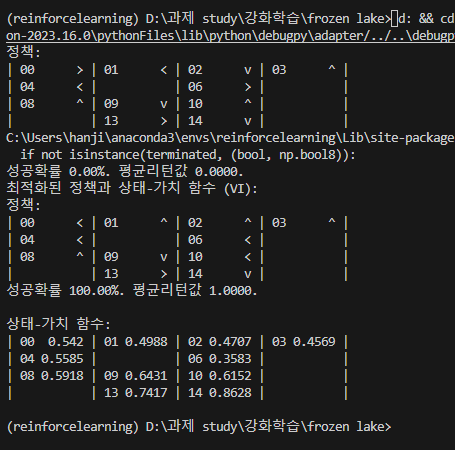 (reinforcelearning) D:\과제 study\강화학습\frozen lake>d: && cd
on-2023.16.0\pythonFiles\lib\python\debugpy\adapter/../..\debugpy
정책:
| 00      > | 01      < | 02      v | 03      ^ |
| 04      < |           | 06      > |           |
| 08      ^ | 09      v | 10      ^ |           |
|           | 13      > | 14      v |           |
C:\Users\hanji\anaconda3\envs\reinforcelearning\Lib\site-package
  if not isinstance(terminated, (bool, np.bool8)):
성공확률 0.00%. 평균리턴값 0.0000.
최적화된 정책과 상태-가치 함수 (VI):
정책:
| 00      < | 01      ^ | 02      ^ | 03      ^ |
| 04      < |           | 06      < |           |
| 08      ^ | 09      v | 10      < |           |
|           | 13      > | 14      v |           |
성공확률 100.00%. 평균리턴값 1.0000.
상태-가치 함수:
| 00  0.542 | 01 0.4988 | 02 0.4707 | 03 0.4569 |
| 04 0.5585 |           | 06 0.3583 |           |
| 08 0.5918 | 09 0.6431 | 10 0.6152 |           |
|           | 13 0.7417 | 14 0.8628 |           |
(reinforcelearning) D:\과제 study\강화학습\frozen lake>